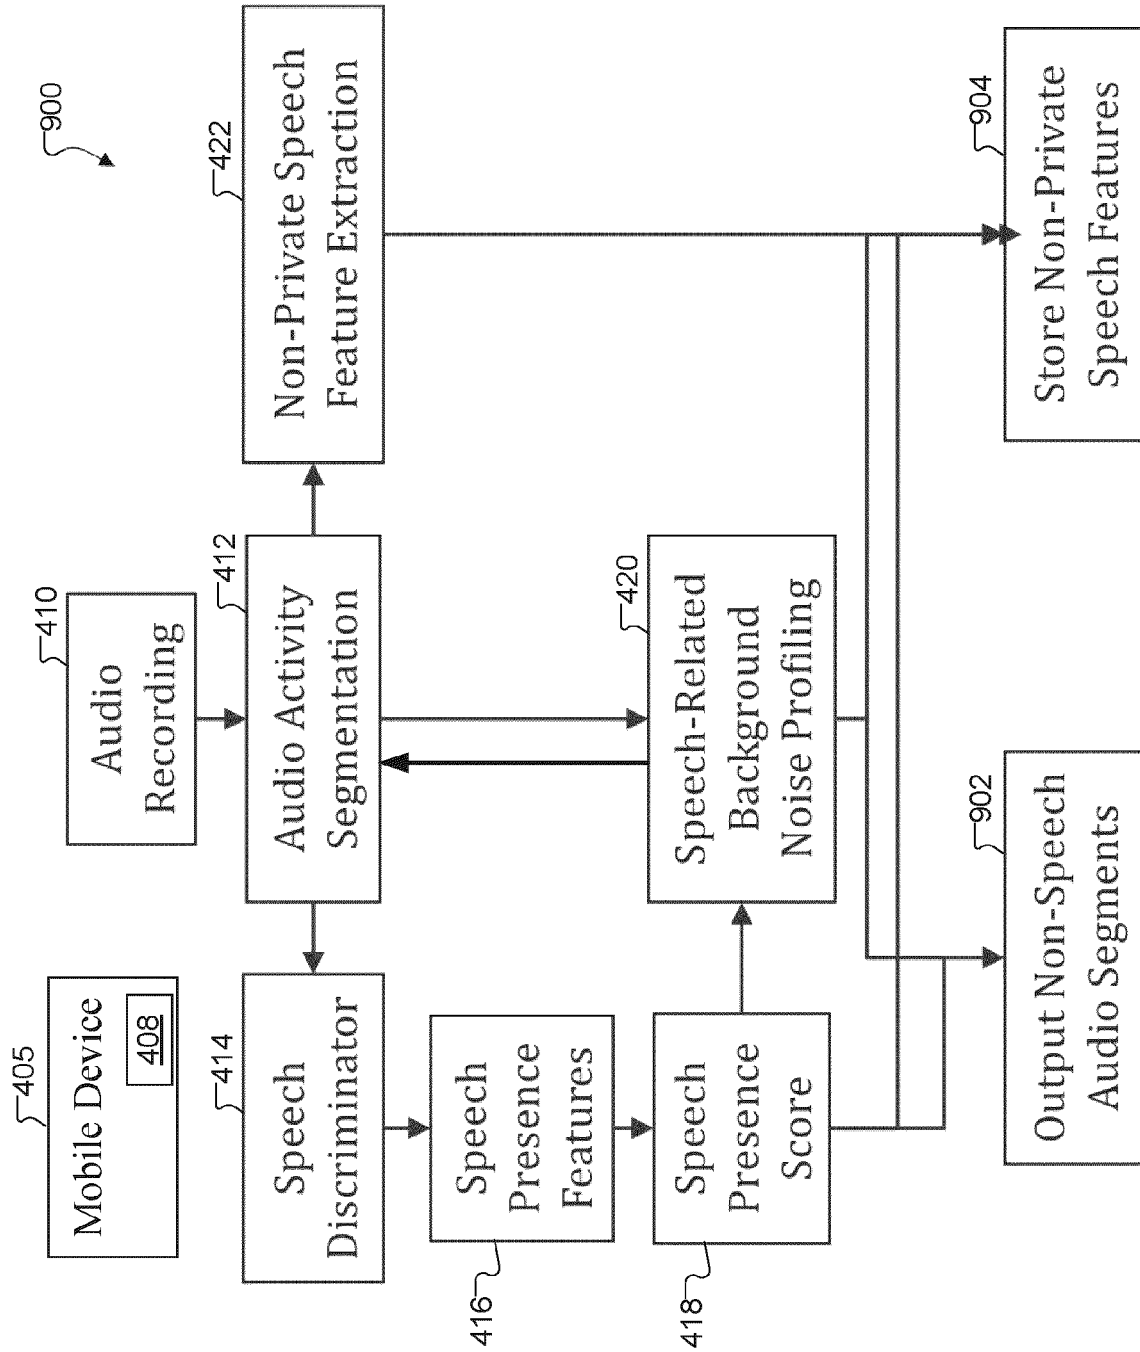 900
405
Mobile Device
408
410
Audio
Recording
412
Audio Activity
Segmentation
422
Non-Private Speech
Feature Extraction
414
Speech
Discriminator
416
Speech
Presence
Features
418
Speech
Presence
Score
420
Speech-Related
Background
Noise Profiling
902
Output Non-Speech
Audio Segments
904
Store Non-Private
Speech Features